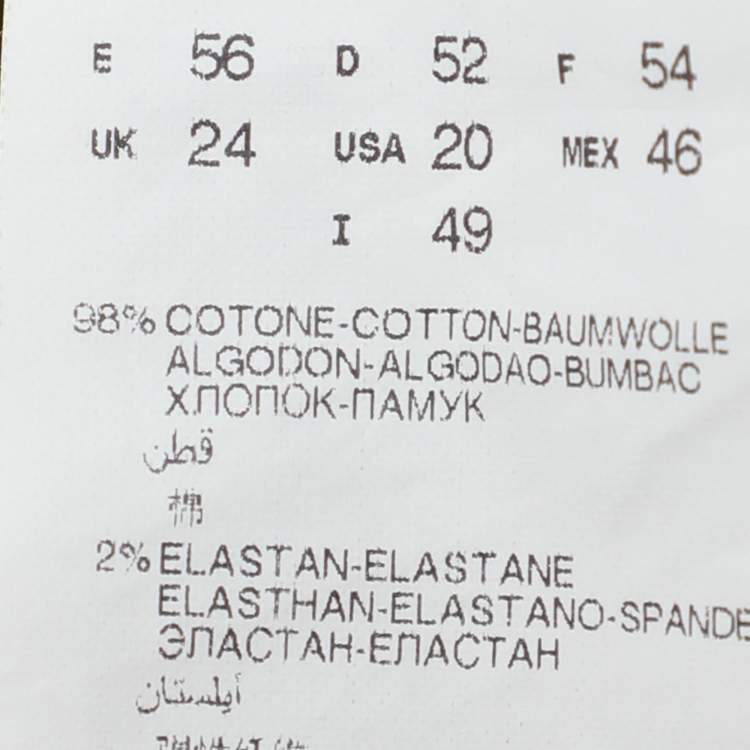 E 56 D 52 F 54
UK 24 USA 20 MEX 46
I 49
98% COTONE-COTTON-BAUMWOLLE
ALGODON-ALGODAO-BUMBAC
ХЛОПОК-ПАМУК
قطن
棉
2% ELASTAN-ELASTANE
ELASTHAN-ELASTANO-SPANDE
ЭЛАСТАН-ЕЛАСТАН
أيلستان